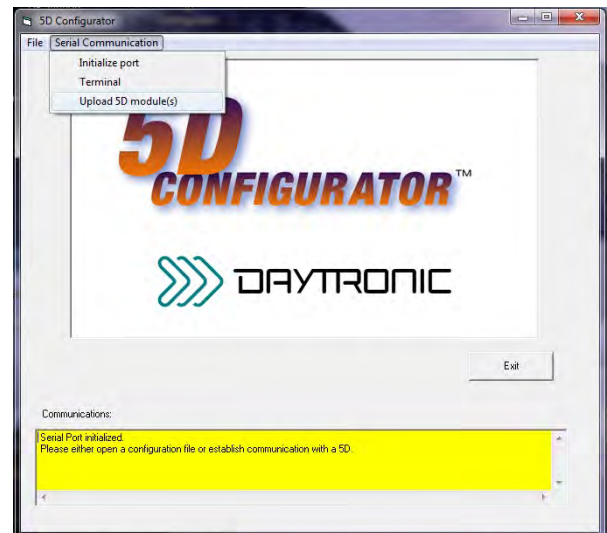 5D Configurator
File Serial Communication
Initialize port
Terminal
Upload 5D module(s)
5D
CONFIGURATOR™
DAYTRONIC
Exit
Communications:
Serial Port initialized.
Please either open a configuration file or establish communication with a 5D.